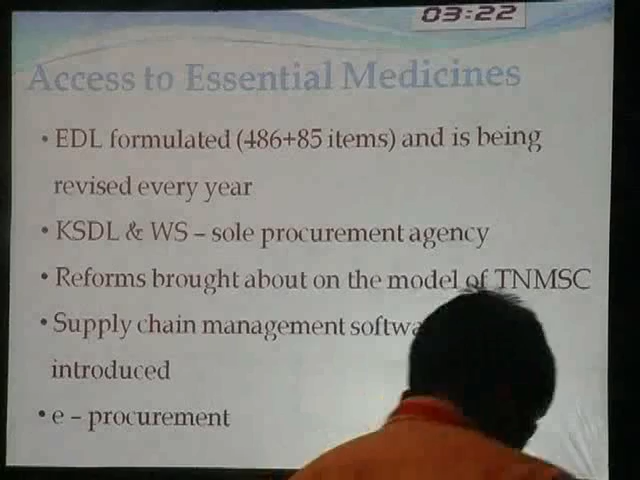 03:22
Access to Essential Medicines
• EDL formulated (486+85 items) and is being
revised every year
• KSDL & WS – sole procurement agency
• Reforms brought about on the model of TNMSC
• Supply chain management
introduced
• e – procurement